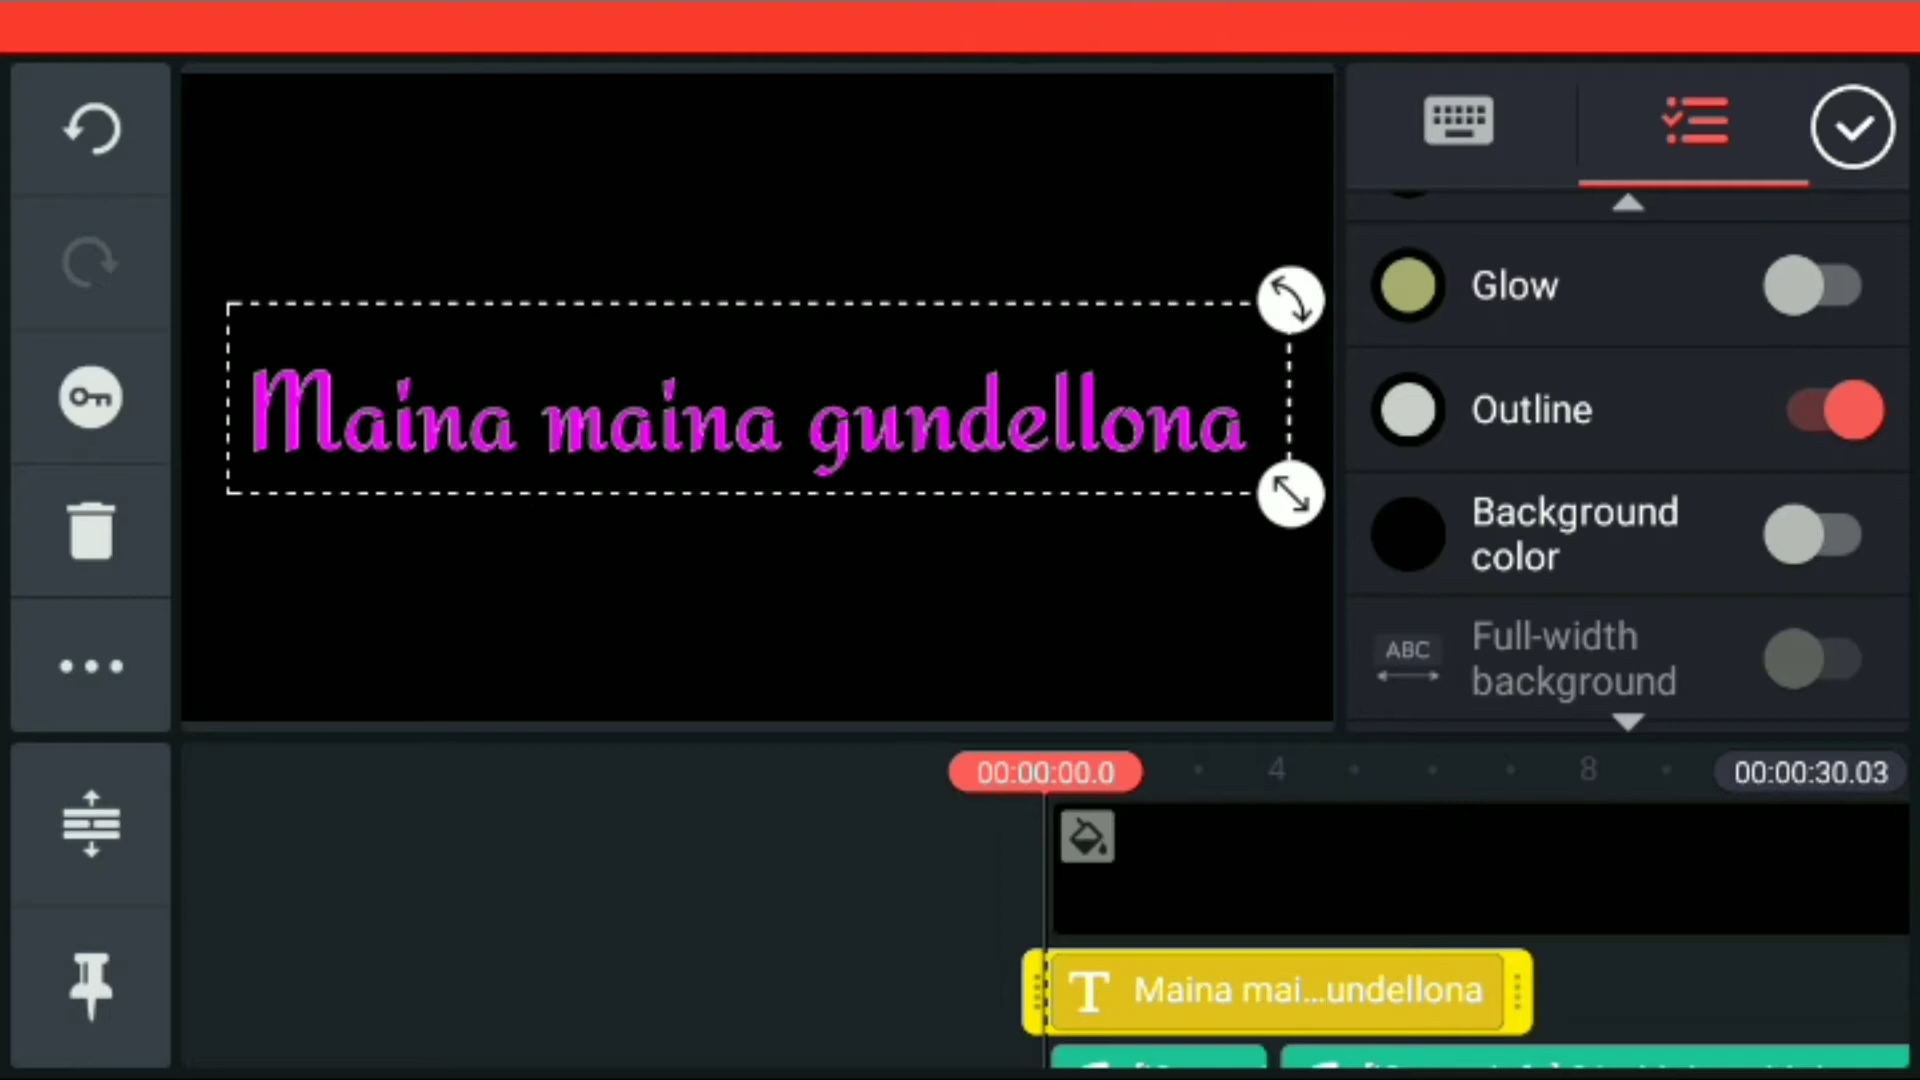 Glow
Maina maina gundellona
Outline
Background
color
ABC
Full-width
background
00:00:00.0
4
8
00:00:30.03
T Maina mai...undellona